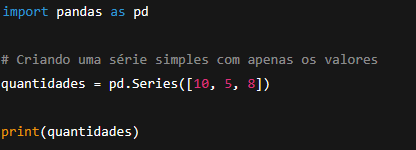 import pandas as pd
# Criando uma série simples com apenas os valores
quantidades = pd.Series([10, 5, 8])
print(quantidades)